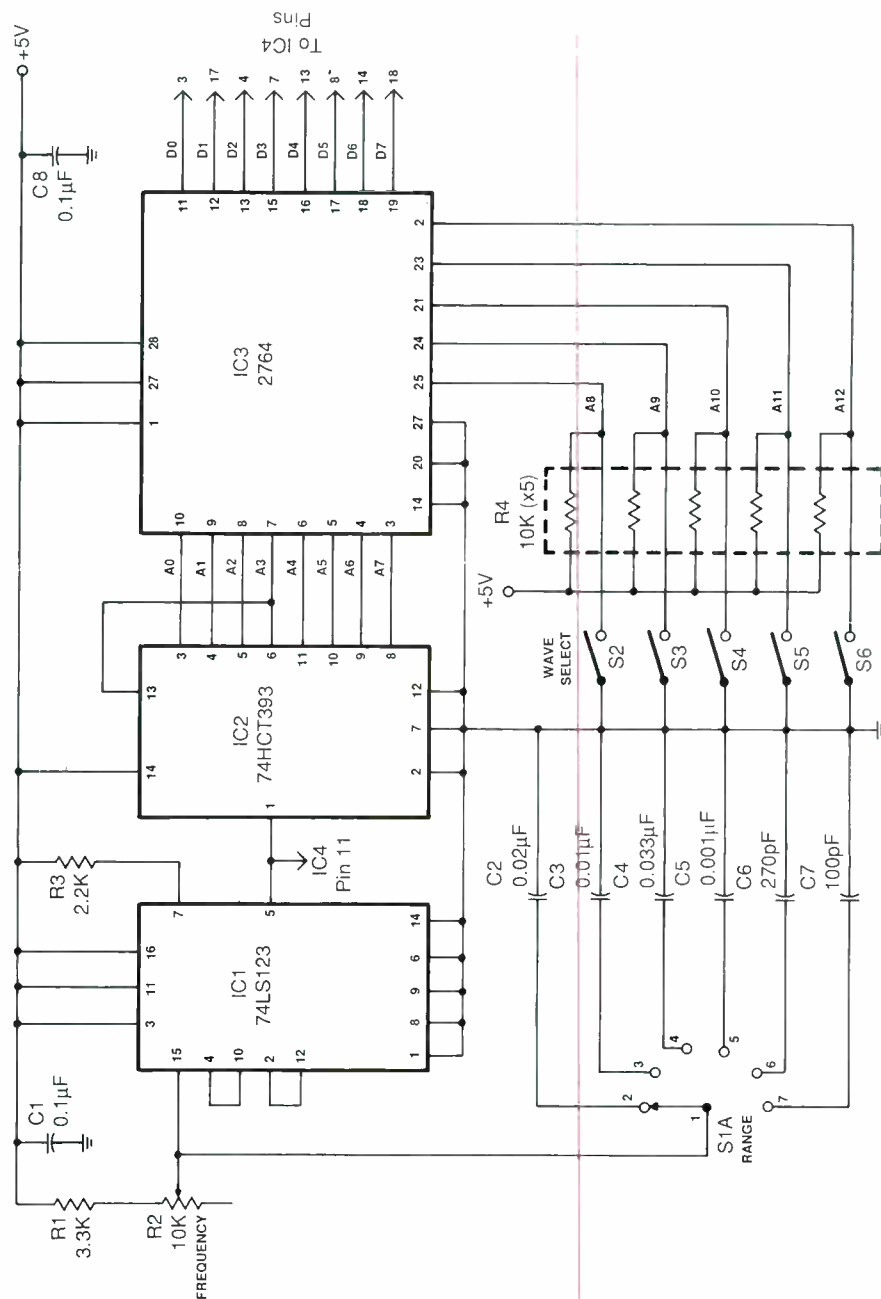 +5V
C8
0.1µF
C1
0.1µF
R1
3.3K
R2
10K
FREQUENCY
R3
2.2K
3
11
16
7
15
4
10
2
12
IC1
74LS123
5
1
8
9
6
14
IC4
Pin 11
14
13
1
IC2
74HCT393
3
4
5
6
11
10
9
8
2
7
12
A0
A1
A2
A3
A4
A5
A6
A7
1
27
28
10
9
8
7
6
5
4
3
IC3
2764
11
12
13
15
16
17
18
19
14
20
27
25
24
21
23
2
D0
D1
D2
D3
D4
D5
D6
D7
3
17
4
7
13
8
14
18
To IC4
Pins
C2
0.02µF
C3
0.01µF
C4
0.033µF
C5
0.001µF
C6
270pF
C7
100pF
1
2
3
4
5
6
7
S1A
RANGE
WAVE
SELECT
S2
S3
S4
S5
S6
+5V
R4
10K (x5)
A8
A9
A10
A11
A12